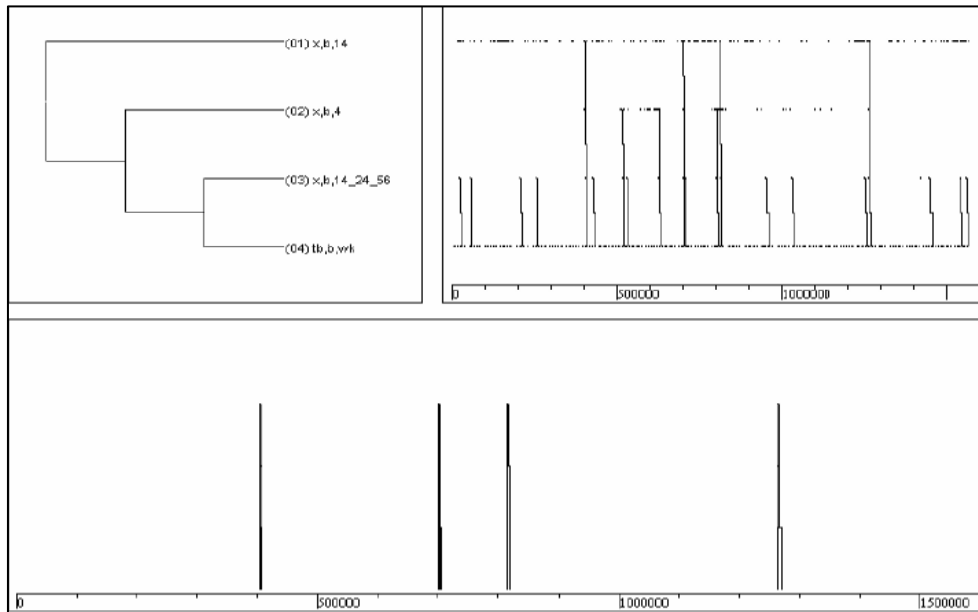 (01) x,b,14
(02) x,b,4
(03) x,b,14_24_56
(04) tb,b,wk
0 500000 1000000
0 500000 1000000 1500000